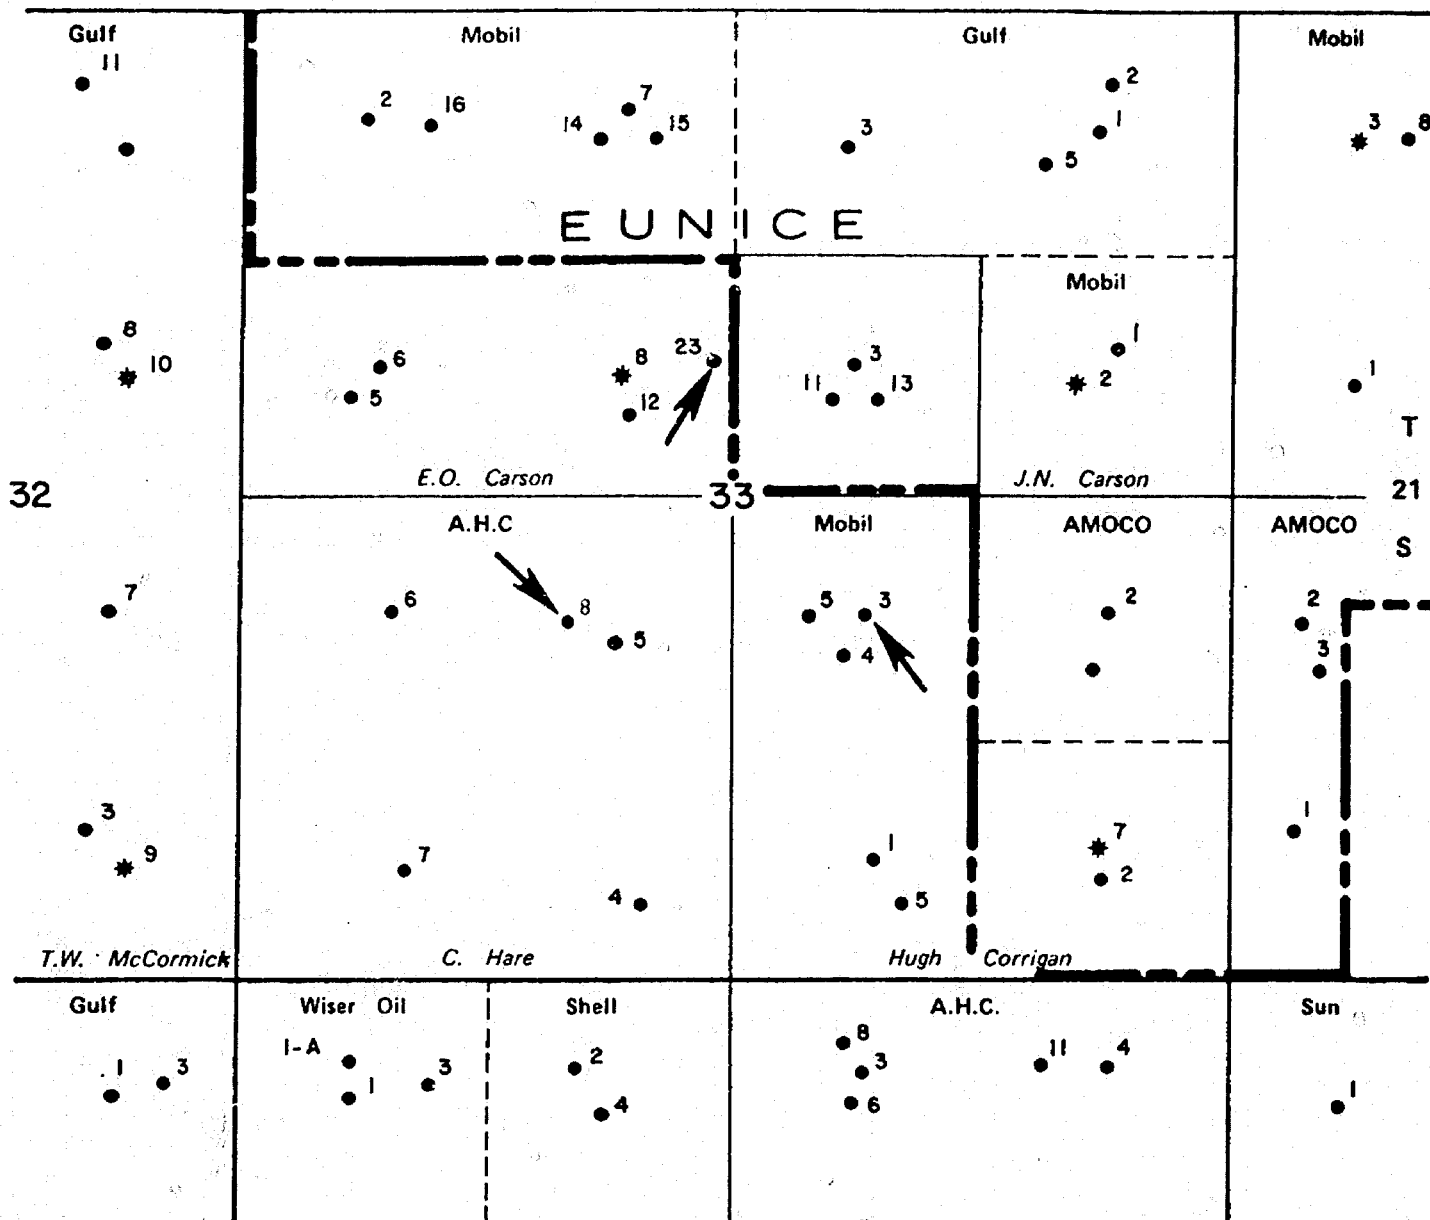 Gulf Mobil Gulf Mobil
11 2 16 14 7 15 3 2 1 5 3 8
EUNICE
Mobil
8 10 6 5 8 23 12 3 11 13 1 2 1
T
E.O. Carson J.N. Carson
32 33 21
A.H.C Mobil AMOCO AMOCO
S
7 6 8 5 5 3 4 2 2 3
3 9 7 4 1 5 7 2 1
T.W. McCormick C. Hare Hugh Corrigan
Gulf Wiser Oil Shell A.H.C. Sun
1 3 1-A 1 3 2 4 8 3 6 11 4 1